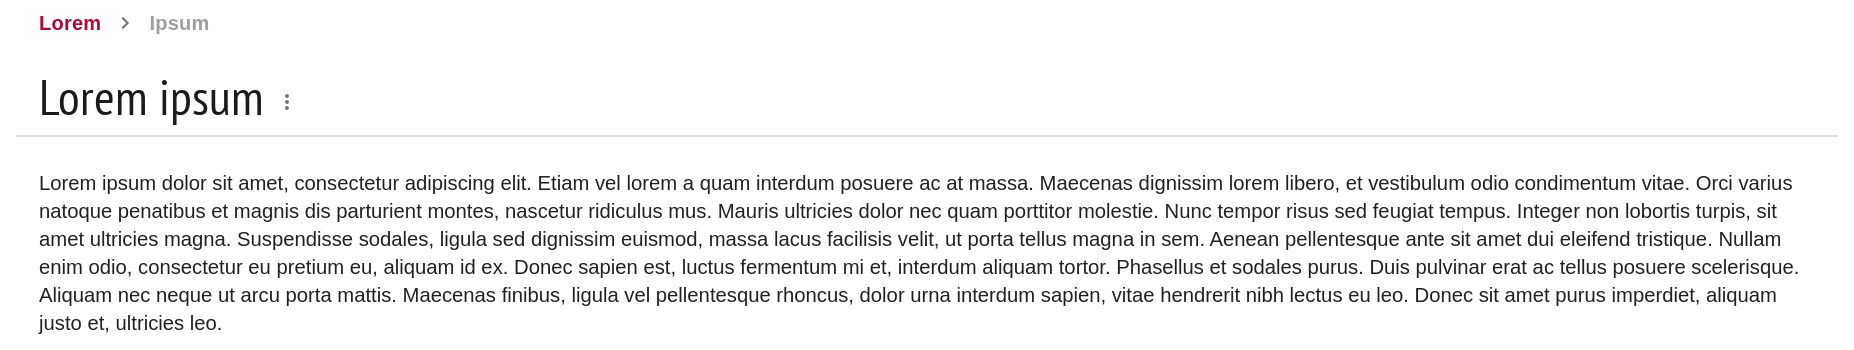 Lorem > Ipsum
Lorem ipsum
Lorem ipsum dolor sit amet, consectetur adipiscing elit. Etiam vel lorem a quam interdum posuere ac at massa. Maecenas dignissim lorem libero, et vestibulum odio condimentum vitae. Orci varius
natoque penatibus et magnis dis parturient montes, nascetur ridiculus mus. Mauris ultricies dolor nec quam porttitor molestie. Nunc tempor risus sed feugiat tempus. Integer non lobortis turpis, sit
amet ultricies magna. Suspendisse sodales, ligula sed dignissim euismod, massa lacus facilisis velit, ut porta tellus magna in sem. Aenean pellentesque ante sit amet dui eleifend tristique. Nullam
enim odio, consectetur eu pretium eu, aliquam id ex. Donec sapien est, luctus fermentum mi et, interdum aliquam tortor. Phasellus et sodales purus. Duis pulvinar erat ac tellus posuere scelerisque.
Aliquam nec neque ut arcu porta mattis. Maecenas finibus, ligula vel pellentesque rhoncus, dolor urna interdum sapien, vitae hendrerit nibh lectus eu leo. Donec sit amet purus imperdiet, aliquam
justo et, ultricies leo.